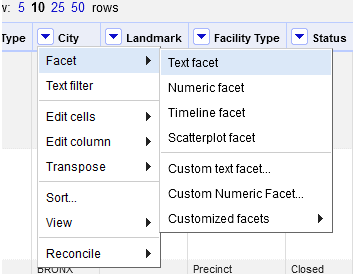 v: 5 10 25 50 rows
Type City Landmark Facility Type Status
Facet
Text filter
Edit cells
Edit column
Transpose
Sort...
View
Reconcile
Text facet
Numeric facet
Timeline facet
Scatterplot facet
Custom text facet...
Custom Numeric Facet...
Customized facets
BRONX Precinct Closed